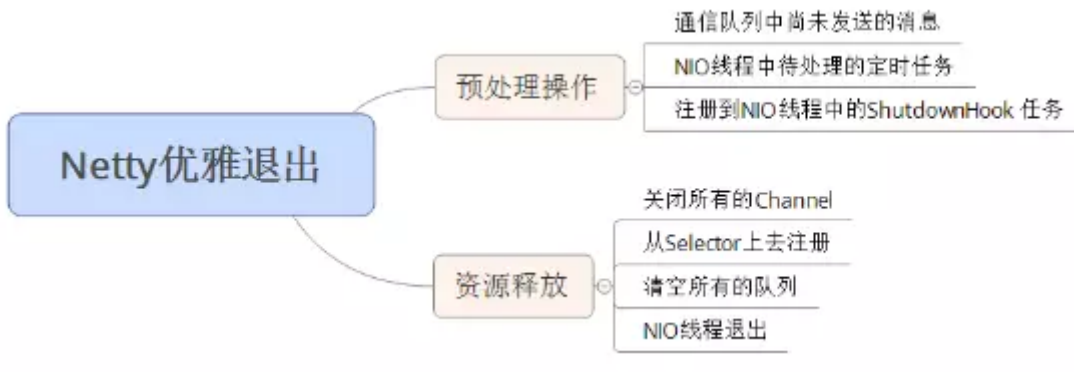 Netty优雅退出
预处理操作
通信队列中尚未发送的消息
NIO线程中待处理的定时任务
注册到NIO线程中的ShutdownHook 任务
资源释放
关闭所有的Channel
从Selector上去注册
清空所有的队列
NIO线程退出